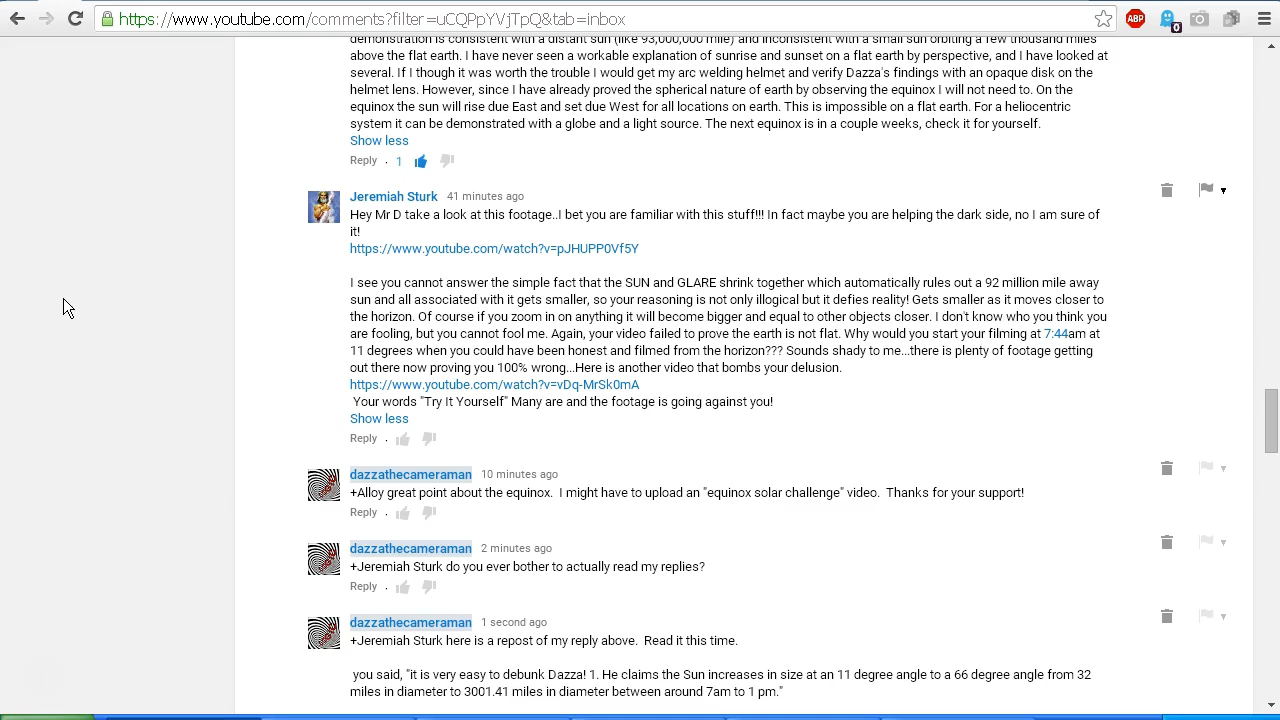 https://www.youtube.com/comments?filter=uCQPpYVjTpQ&tab=inbox
ABP
0
demonstration is consistent with a distant sun (like 93,000,000 mile) and inconsistent with a small sun orbiting a few thousand miles
above the flat earth. I have never seen a workable explanation of sunrise and sunset on a flat earth by perspective, and I have looked at
several. If I though it was worth the trouble I would get my arc welding helmet and verify Dazza's findings with an opaque disk on the
helmet lens. However, since I have already proved the spherical nature of earth by observing the equinox I will not need to. On the
equinox the sun will rise due East and set due West for all locations on earth. This is impossible on a flat earth. For a heliocentric
system it can be demonstrated with a globe and a light source. The next equinox is in a couple weeks, check it for yourself.
Show less
Reply . 1
Jeremiah Sturk 41 minutes ago
Hey Mr D take a look at this footage..I bet you are familiar with this stuff!!! In fact maybe you are helping the dark side, no I am sure of
it!
https://www.youtube.com/watch?v=pJHUPP0Vf5Y
I see you cannot answer the simple fact that the SUN and GLARE shrink together which automatically rules out a 92 million mile away
sun and all associated with it gets smaller, so your reasoning is not only illogical but it defies reality! Gets smaller as it moves closer to
the horizon. Of course if you zoom in on anything it will become bigger and equal to other objects closer. I don't know who you think you
are fooling, but you cannot fool me. Again, your video failed to prove the earth is not flat. Why would you start your filming at 7:44am at
11 degrees when you could have been honest and filmed from the horizon??? Sounds shady to me...there is plenty of footage getting
out there now proving you 100% wrong...Here is another video that bombs your delusion.
https://www.youtube.com/watch?v=vDq-MrSk0mA
Your words "Try It Yourself" Many are and the footage is going against you!
Show less
Reply .
dazzathecameraman 10 minutes ago
+Alloy great point about the equinox. I might have to upload an "equinox solar challenge" video. Thanks for your support!
Reply .
dazzathecameraman 2 minutes ago
+Jeremiah Sturk do you ever bother to actually read my replies?
Reply .
dazzathecameraman 1 second ago
+Jeremiah Sturk here is a repost of my reply above. Read it this time.
you said, "it is very easy to debunk Dazza! 1. He claims the Sun increases in size at an 11 degree angle to a 66 degree angle from 32
miles in diameter to 3001.41 miles in diameter between around 7am to 1 pm."